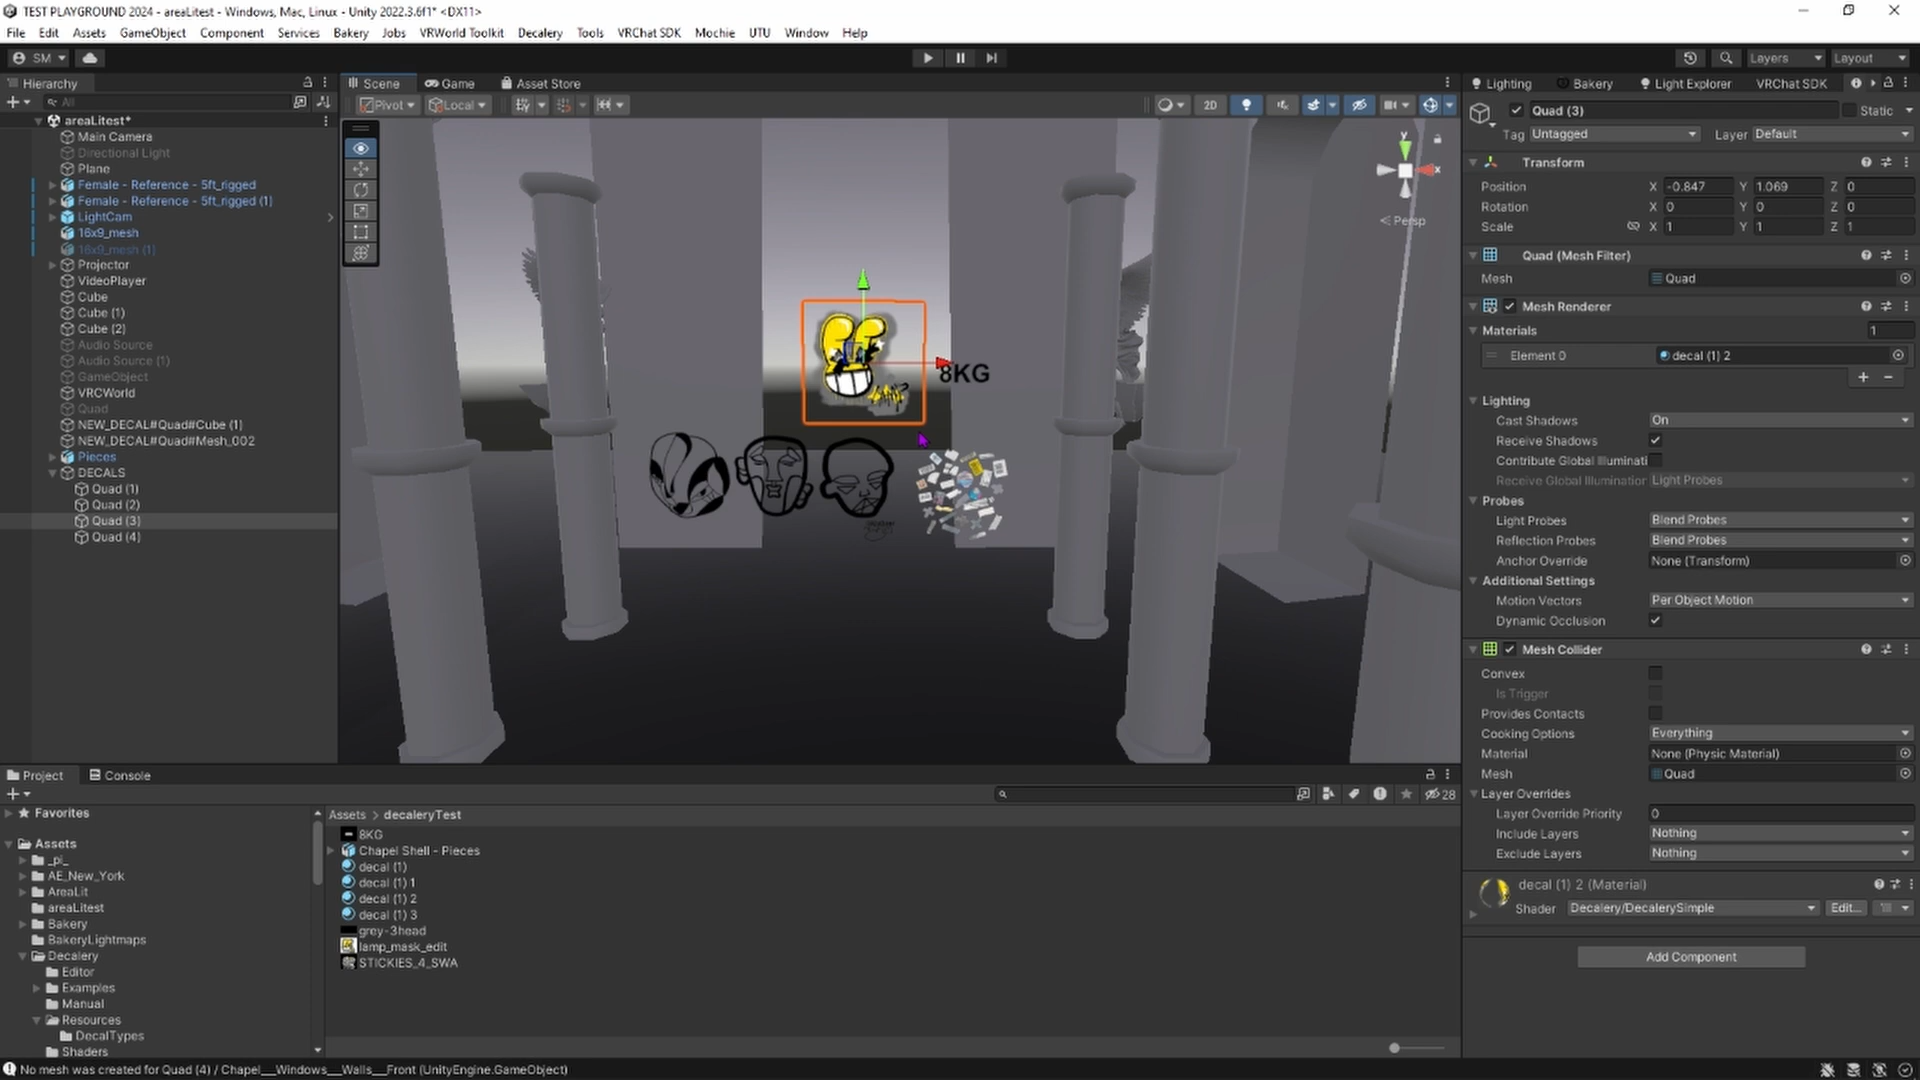 TEST PLAYGROUND 2024 - areaLitest - Windows, Mac, Linux - Unity 2022.3.6f1* <DX11>
File Edit Assets GameObject Component Services Bakery Jobs VRWorld Toolkit Decalery Tools VRChat SDK Mochie UTU Window Help
SM Layers Layout
Hierarchy
All
areaLitest*
Main Camera
Directional Light
Plane
Female - Reference - 5ft_rigged
Female - Reference - 5ft_rigged (1)
LightCam
16x9_mesh
16x9_mesh (1)
Projector
VideoPlayer
Cube
Cube (1)
Cube (2)
Audio Source
Audio Source (1)
GameObject
VRCWorld
Quad
NEW_DECAL#Quad#Cube (1)
NEW_DECAL#Quad#Mesh_002
Pieces
DECALS
Quad (1)
Quad (2)
Quad (3)
Quad (4)
Scene Game Asset Store
Pivot Local 2D
y
x
< Persp
8KG
Lighting Bakery Light Explorer VRChat SDK
Quad (3) Static
Tag Untagged Layer Default
Transform
Position X -0.847 Y 1.069 Z 0
Rotation X 0 Y 0 Z 0
Scale X 1 Y 1 Z 1
Quad (Mesh Filter)
Mesh Quad
Mesh Renderer
Materials 1
Element 0 decal (1) 2
Lighting
Cast Shadows On
Receive Shadows
Contribute Global Illuminati
Receive Global Illumination Light Probes
Probes
Light Probes Blend Probes
Reflection Probes Blend Probes
Anchor Override None (Transform)
Additional Settings
Motion Vectors Per Object Motion
Dynamic Occlusion
Mesh Collider
Convex
Is Trigger
Provides Contacts
Cooking Options Everything
Material None (Physic Material)
Mesh Quad
Layer Overrides
Layer Override Priority 0
Include Layers Nothing
Exclude Layers Nothing
decal (1) 2 (Material)
Shader Decalery/DecalerySimple Edit...
Add Component
Project Console
28
Favorites
Assets
_pi_
AE_New_York
AreaLit
areaLitest
Bakery
BakeryLightmaps
Decalery
Editor
Examples
Manual
Resources
DecalTypes
Shaders
Assets > decaleryTest
8KG
Chapel Shell - Pieces
decal (1)
decal (1) 1
decal (1) 2
decal (1) 3
grey-3head
lamp_mask_edit
STICKIES_4_SWA
No mesh was created for Quad (4) / Chapel__Windows__Walls__Front (UnityEngine.GameObject)